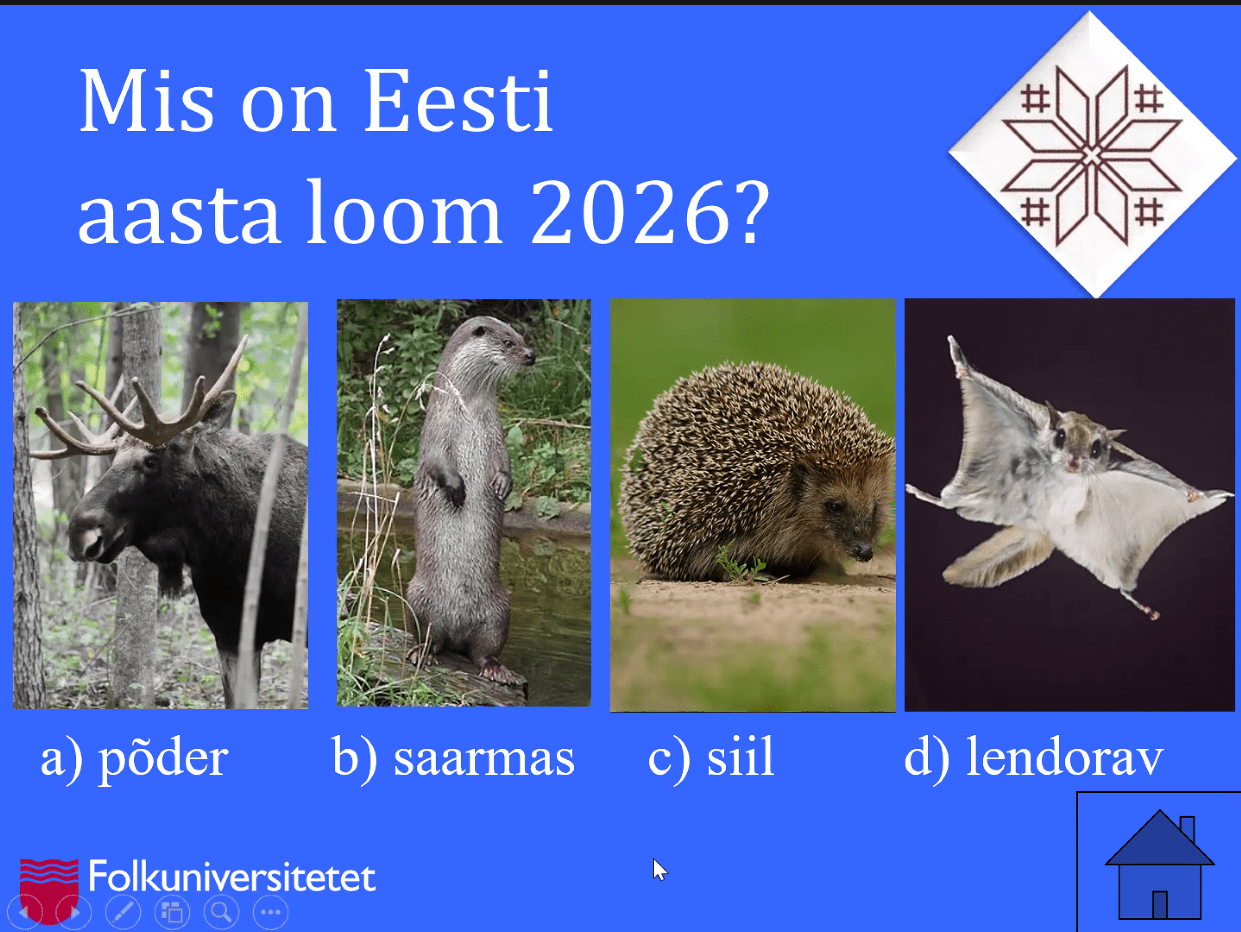 Mis on Eesti
aasta loom 2026?
a) põder
b) saarmas
c) siil
d) lendorav
Folkuniversitetet